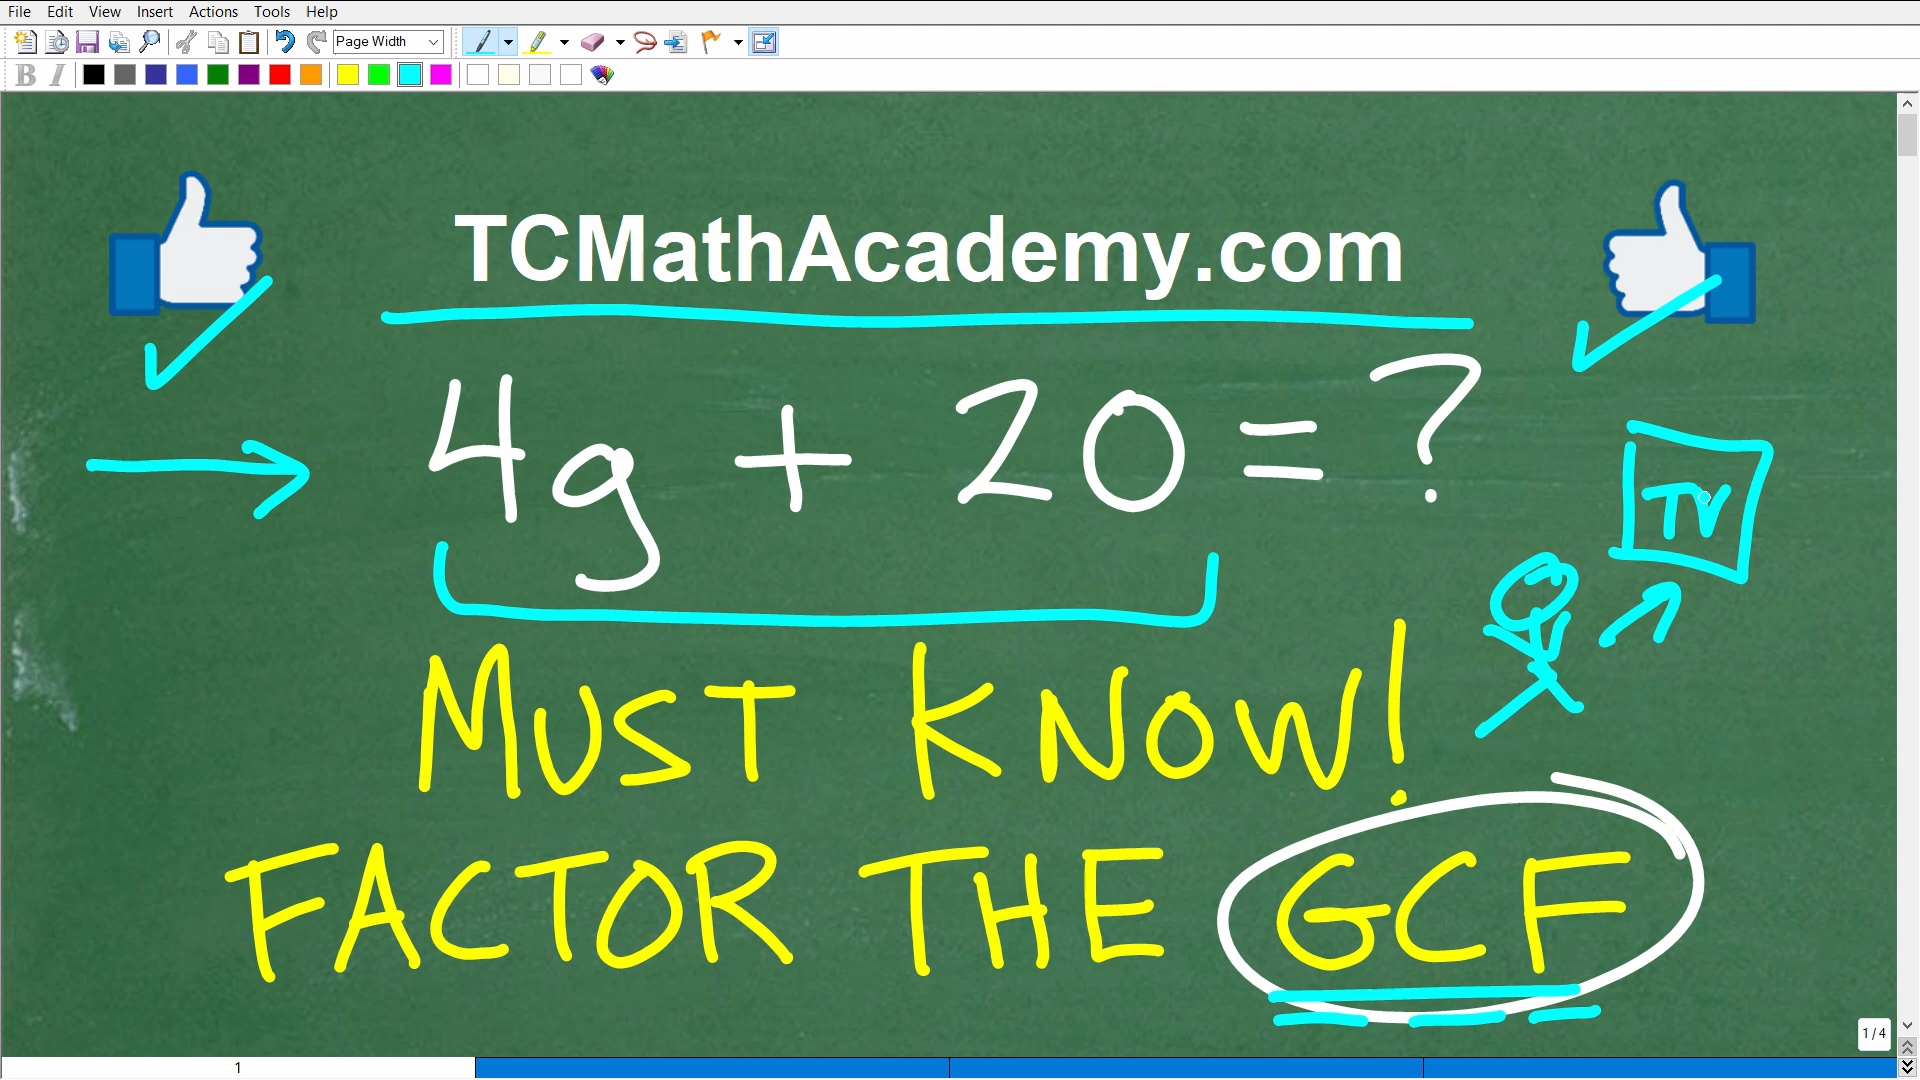 File Edit View Insert Actions Tools Help
Page Width
B I
TCMathAcademy.com
4g + 20 = ?
TV
MUST KNOW!
FACTOR THE GCF
1 / 4
1